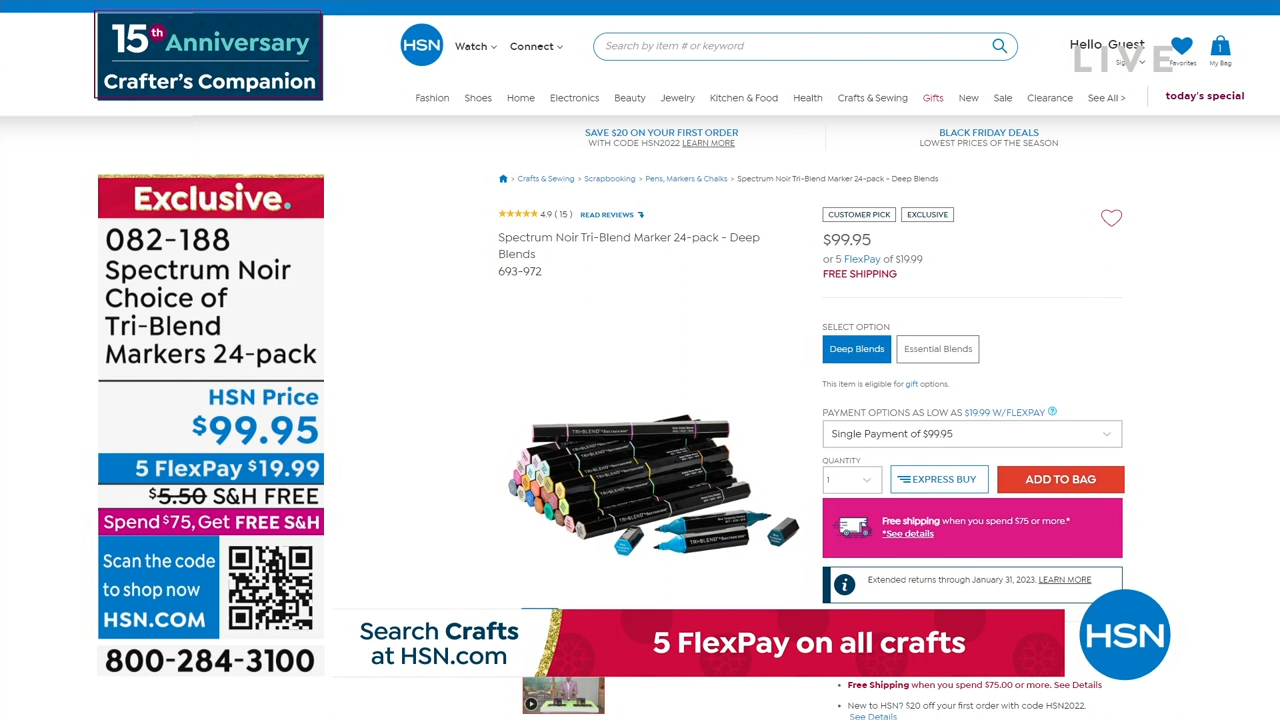 15th Anniversary
Crafter's Companion
HSN
Watch
Connect
Search by item # or keyword
Hello, Guest
LIVE
Favorites
1
My Bag
Fashion
Shoes
Home
Electronics
Beauty
Jewelry
Kitchen & Food
Health
Crafts & Sewing
Gifts
New
Sale
Clearance
See All >
today's special
SAVE $20 ON YOUR FIRST ORDER
WITH CODE HSN2022 LEARN MORE
BLACK FRIDAY DEALS
LOWEST PRICES OF THE SEASON
> Crafts & Sewing > Scrapbooking > Pens, Markers & Chalks > Spectrum Noir Tri-Blend Marker 24-pack - Deep Blends
Exclusive.
082-188
Spectrum Noir
Choice of
Tri-Blend
Markers 24-pack
HSN Price
$99.95
5 FlexPay $19.99
$5.50 S&H FREE
Spend $75, Get FREE S&H
Scan the code
to shop now
HSN.COM
800-284-3100
4.9 ( 15 ) READ REVIEWS
Spectrum Noir Tri-Blend Marker 24-pack - Deep
Blends
693-972
TRI-BLEND
TRI-BLEND
CUSTOMER PICK
EXCLUSIVE
$99.95
or 5 FlexPay of $19.99
FREE SHIPPING
SELECT OPTION
Deep Blends
Essential Blends
This item is eligible for gift options.
PAYMENT OPTIONS AS LOW AS $19.99 W/FLEXPAY ?
Single Payment of $99.95
QUANTITY
1
EXPRESS BUY
ADD TO BAG
Free shipping when you spend $75 or more.*
*See details
Extended returns through January 31, 2023. LEARN MORE
Search Crafts
at HSN.com
5 FlexPay on all crafts
HSN
• Free Shipping when you spend $75.00 or more. See Details
• New to HSN? $20 off your first order with code HSN2022.
See Details